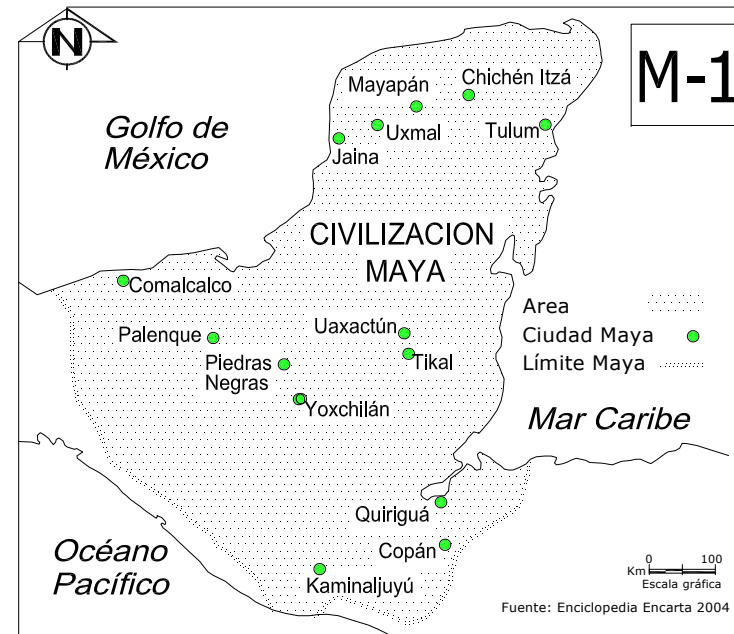 N
M-1
Golfo de
México
Mayapán
Chichén Itzá
Uxmal
Tulum
Jaina
CIVILIZACION
MAYA
Comalcalco
Palenque
Uaxactún
Piedras
Negras
Tikal
Yoxchilán
Area
Ciudad Maya
Límite Maya
Mar Caribe
Quiriguá
Copán
Kaminaljuyú
Océano
Pacífico
0 100
Km
Escala gráfica
Fuente: Enciclopedia Encarta 2004